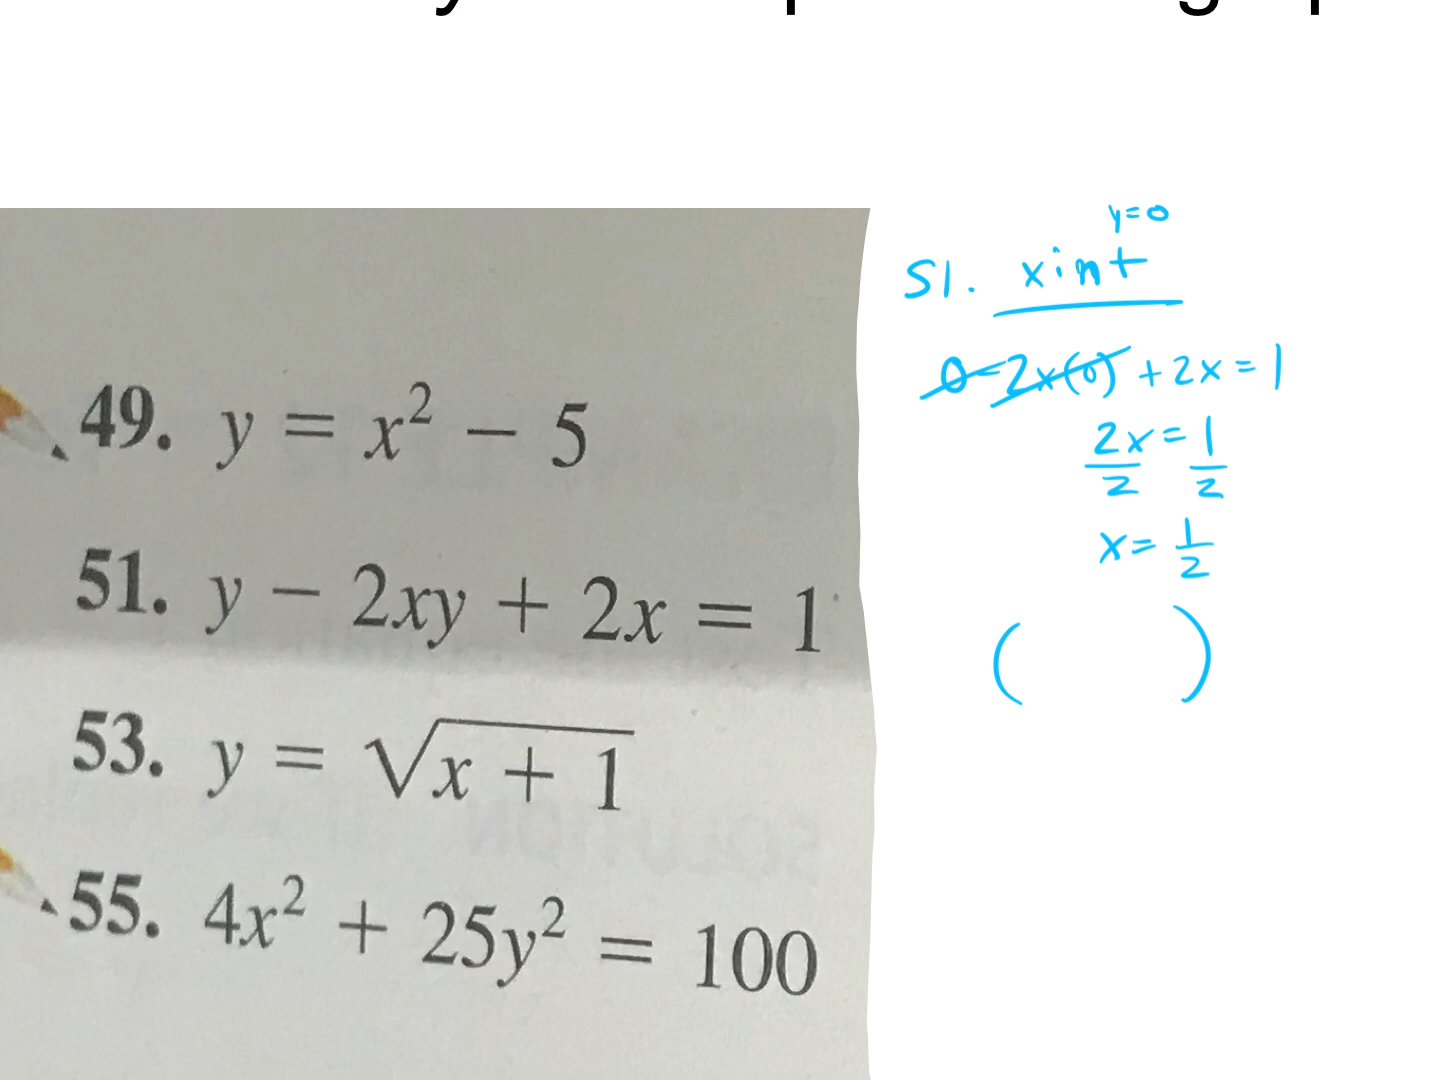 49. y = x² − 5
51. y − 2xy + 2x = 1
53. y = √(x + 1)
55. 4x² + 25y² = 100
y=0
51. xint
0-2x(0) +2x=1
2x=1
2 2
x= 1/2
( )